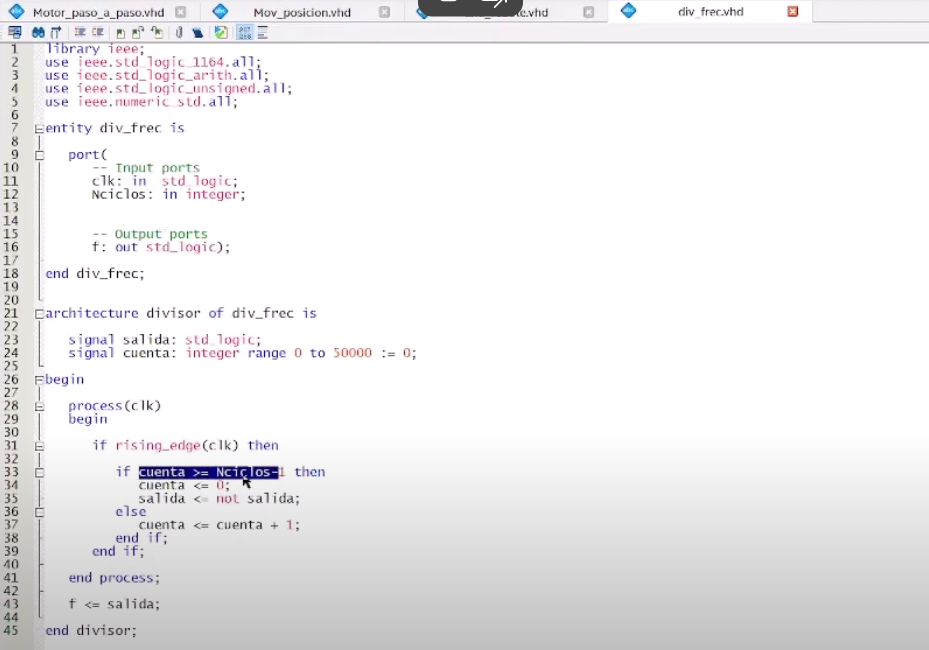 Motor_paso_a_paso.vhd Mov_posicion.vhd .vhd div_frec.vhd
1 library ieee;
2 use ieee.std_logic_1164.all;
3 use ieee.std_logic_arith.all;
4 use ieee.std_logic_unsigned.all;
5 use ieee.numeric_std.all;
6
7 entity div_frec is
8
9 port(
10 -- Input ports
11 clk: in std_logic;
12 Nciclos: in integer;
13
14
15 -- Output ports
16 f: out std_logic);
17
18 end div_frec;
19
20
21 architecture divisor of div_frec is
22
23 signal salida: std_logic;
24 signal cuenta: integer range 0 to 50000 := 0;
25
26 begin
27
28 process(clk)
29 begin
30
31 if rising_edge(clk) then
32
33 if cuenta >= Nciclos-1 then
34 cuenta <= 0;
35 salida <= not salida;
36 else
37 cuenta <= cuenta + 1;
38 end if;
39 end if;
40
41 end process;
42
43 f <= salida;
44
45 end divisor;